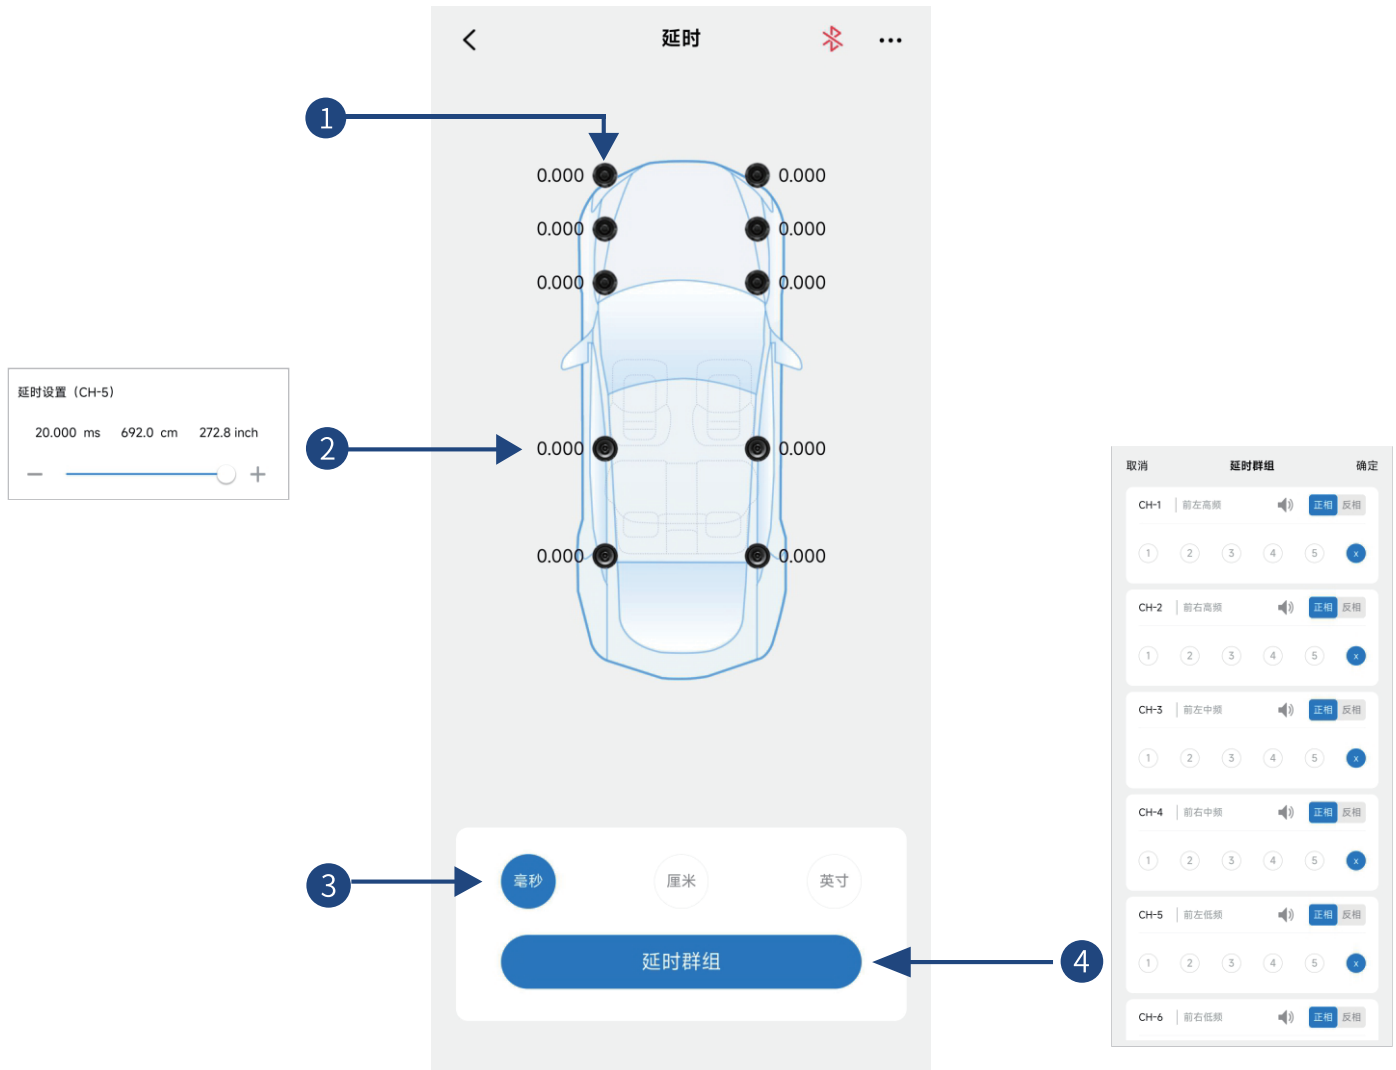 延时
1
0.000 0.000
0.000 0.000
0.000 0.000
延时设置（CH-5）
20.000 ms 692.0 cm 272.8 inch
2
0.000 0.000
0.000 0.000
3
毫秒 厘米 英寸
延时群组
4
取消 延时群组 确定
CH-1 前左高频 正相 反相
1 2 3 4 5 x
CH-2 前右高频 正相 反相
1 2 3 4 5 x
CH-3 前左中频 正相 反相
1 2 3 4 5 x
CH-4 前右中频 正相 反相
1 2 3 4 5 x
CH-5 前左低频 正相 反相
1 2 3 4 5 x
CH-6 前右低频 正相 反相